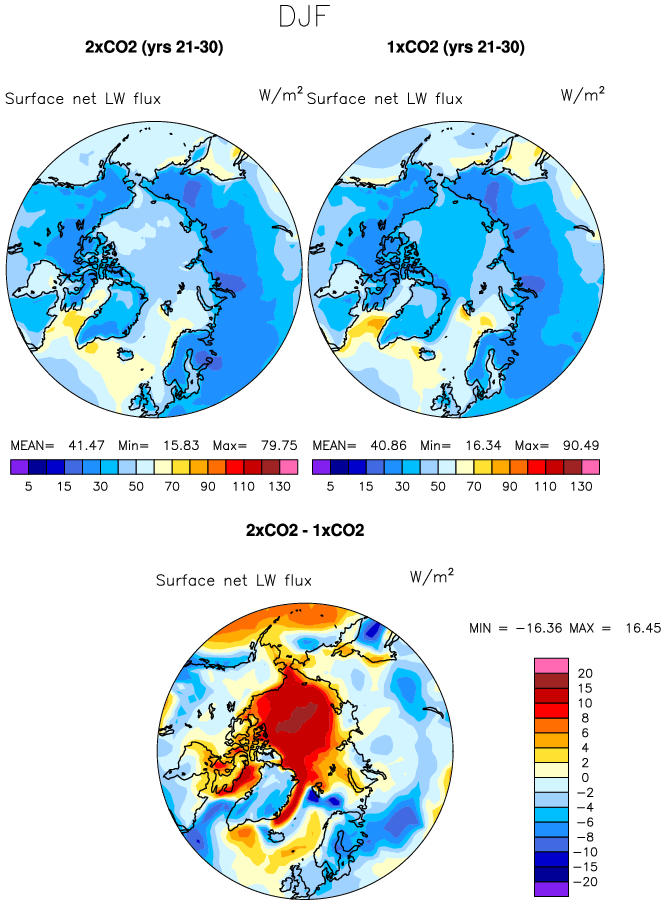 DJF
2xCO2 (yrs 21-30) 1xCO2 (yrs 21-30)
Surface net LW flux W/m² Surface net LW flux W/m²
MEAN= 41.47 Min= 15.83 Max= 79.75 MEAN= 40.86 Min= 16.34 Max= 90.49
5 15 30 50 70 90 110 130 5 15 30 50 70 90 110 130
2xCO2 - 1xCO2
Surface net LW flux W/m²
MIN = −16.36 MAX = 16.45
20
15
10
8
6
4
2
0
−2
−4
−6
−8
−10
−15
−20